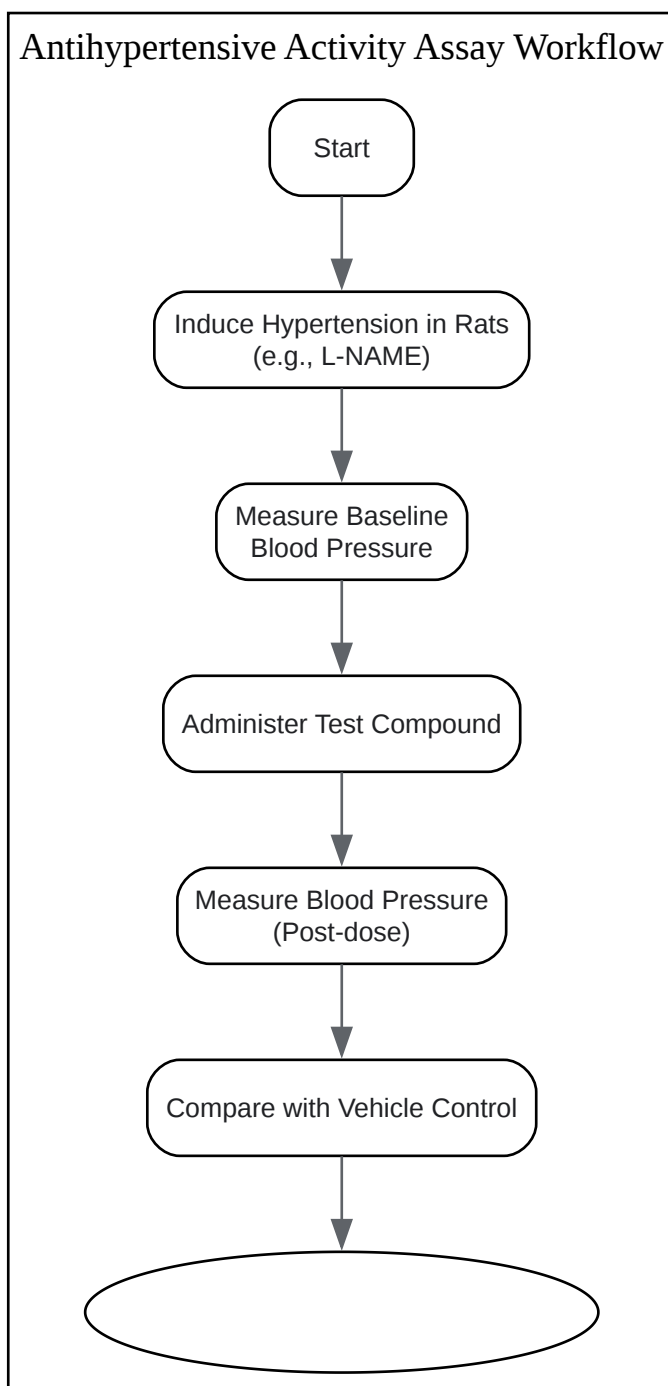 Antihypertensive Activity Assay Workflow
Start
Induce Hypertension in Rats
(e.g., L-NAME)
Measure Baseline
Blood Pressure
Administer Test Compound
Measure Blood Pressure
(Post-dose)
Compare with Vehicle Control